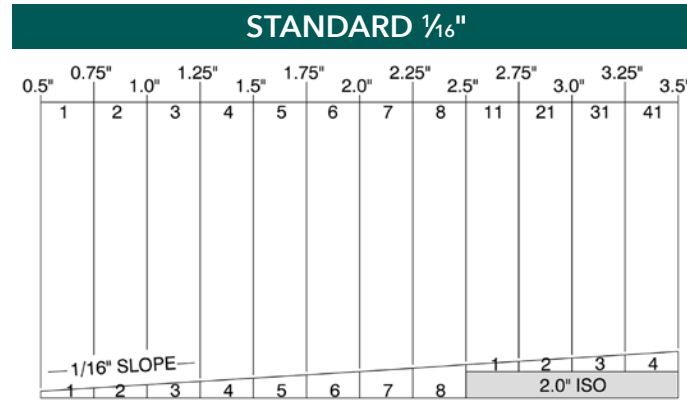 STANDARD 1⁄16"
0.75" 1.25" 1.75" 2.25" 2.75" 3.25"
0.5" 1.0" 1.5" 2.0" 2.5" 3.0" 3.5"
1 2 3 4 5 6 7 8 11 21 31 41
1/16" SLOPE
1 2 3 4
1 2 3 4 5 6 7 8 2.0" ISO